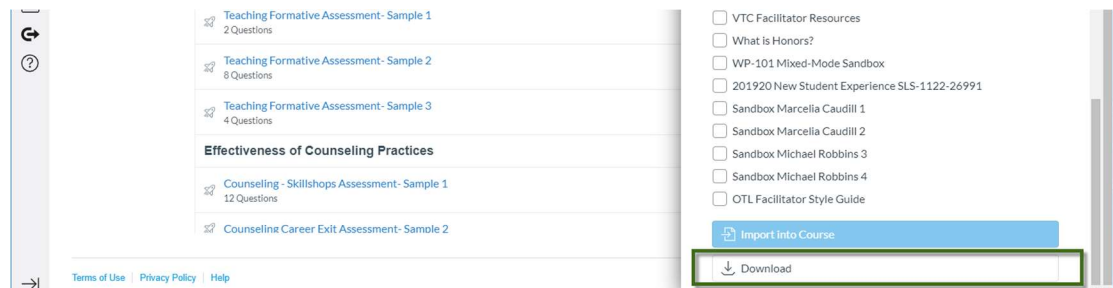 Teaching Formative Assessment- Sample 1
2 Questions
Teaching Formative Assessment- Sample 2
8 Questions
Teaching Formative Assessment- Sample 3
4 Questions
Effectiveness of Counseling Practices
Counseling - Skillshops Assessment- Sample 1
12 Questions
Counseling Career Exit Assessment- Sample 2
Terms of Use | Privacy Policy | Help
VTC Facilitator Resources
What is Honors?
WP-101 Mixed-Mode Sandbox
201920 New Student Experience SLS-1122-26991
Sandbox Marcelia Caudill 1
Sandbox Marcelia Caudill 2
Sandbox Michael Robbins 3
Sandbox Michael Robbins 4
OTL Facilitator Style Guide
Import into Course
Download